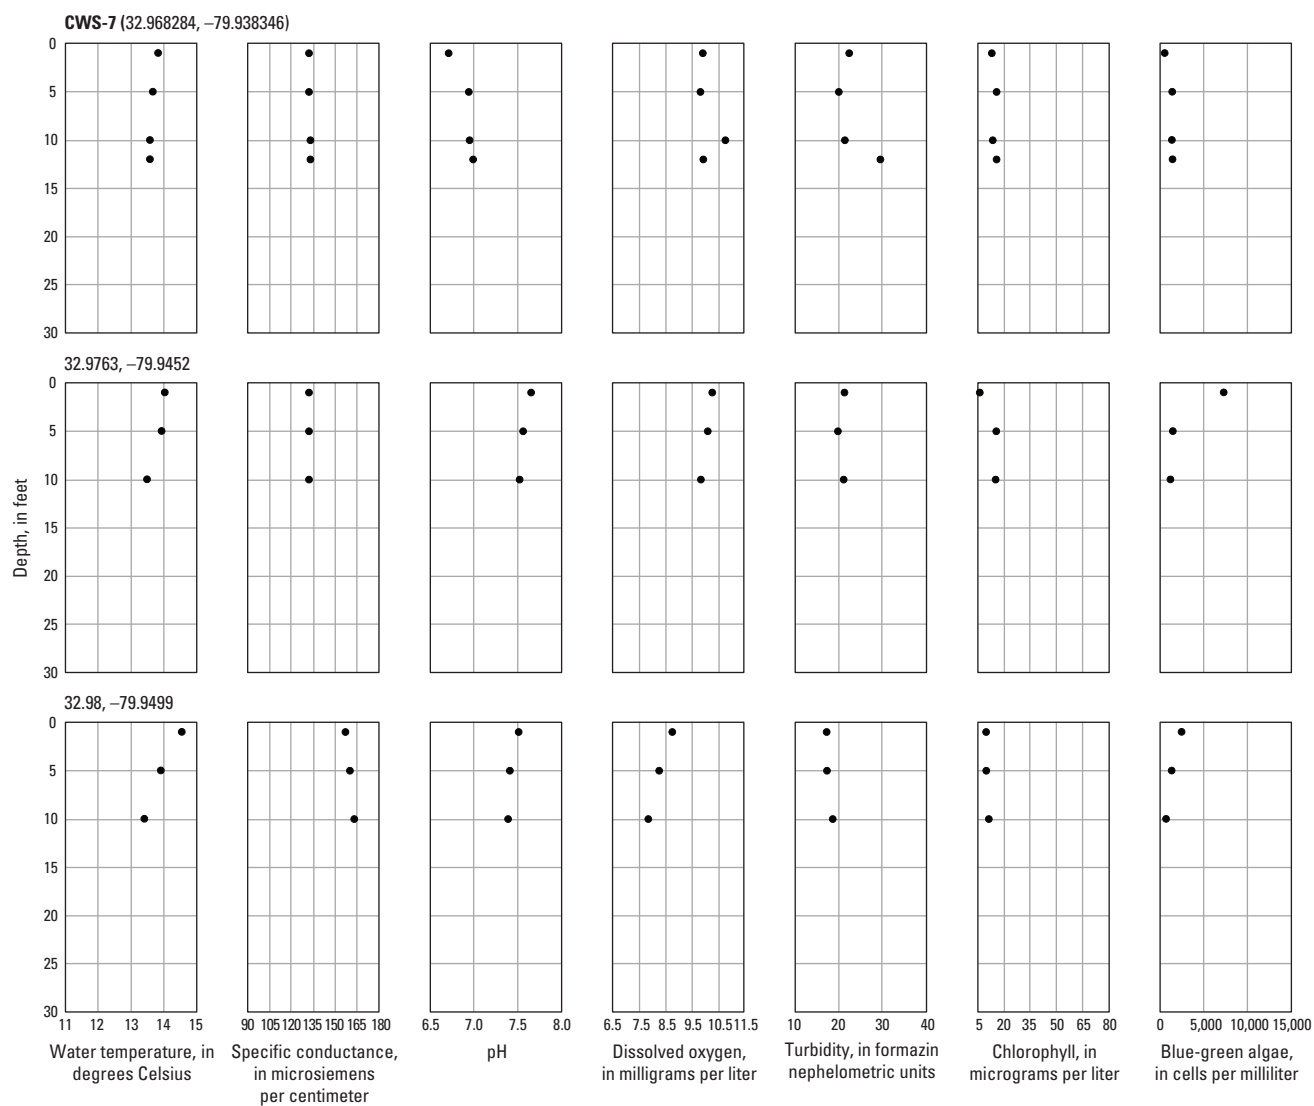 CWS-7 (32.968284, –79.938346)
0
5
10
15
20
25
30
32.9763, –79.9452
0
5
10
15
20
25
30
Depth, in feet
32.98, –79.9499
0
5
10
15
20
25
30
11 12 13 14 15
90 105 120 135 145 165 180
6.5 7.0 7.5 8.0
6.5 7.5 8.5 9.5 10.5 11.5
10 20 30 40
5 20 35 50 65 80
0 5,000 10,000 15,000
Water temperature, in
degrees Celsius
Specific conductance,
in microsiemens
per centimeter
pH
Dissolved oxygen,
in milligrams per liter
Turbidity, in formazin
nephelometric units
Chlorophyll, in
micrograms per liter
Blue-green algae,
in cells per milliliter